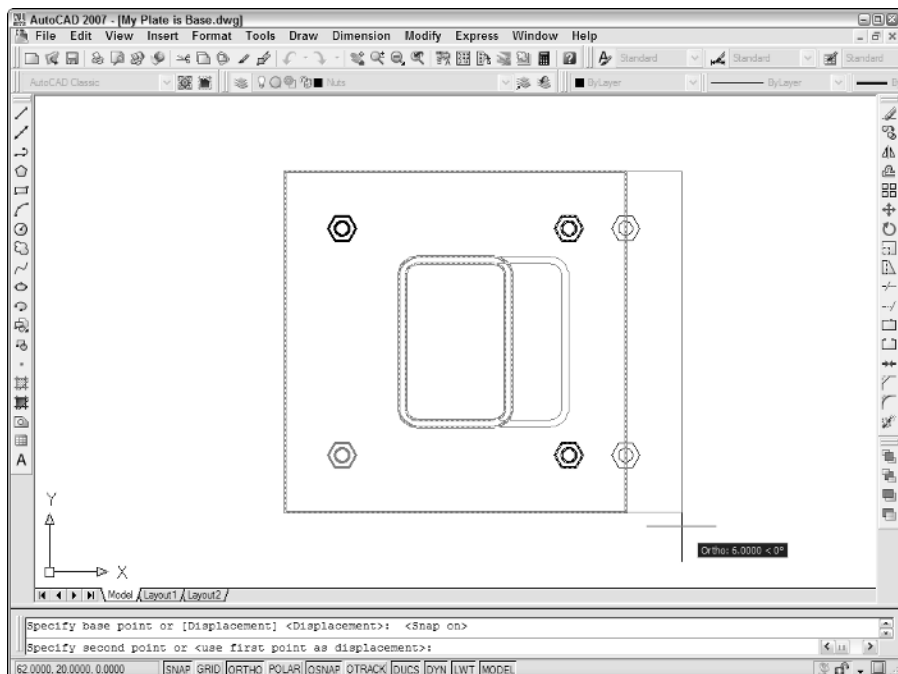 AutoCAD 2007 - [My Plate is Base.dwg]
File Edit View Insert Format Tools Draw Dimension Modify Express Window Help
Standard Standard Standard
AutoCAD Classic Nuts ByLayer ByLayer
A
Y
X
Ortho: 6.0000 < 0°
Model Layout1 Layout2
Specify base point or [Displacement] <Displacement>: <Snap on>
Specify second point or <use first point as displacement>:
62.0000, 20.0000, 0.0000 SNAP GRID ORTHO POLAR OSNAP OTRACK DUCS DYN LWT MODEL